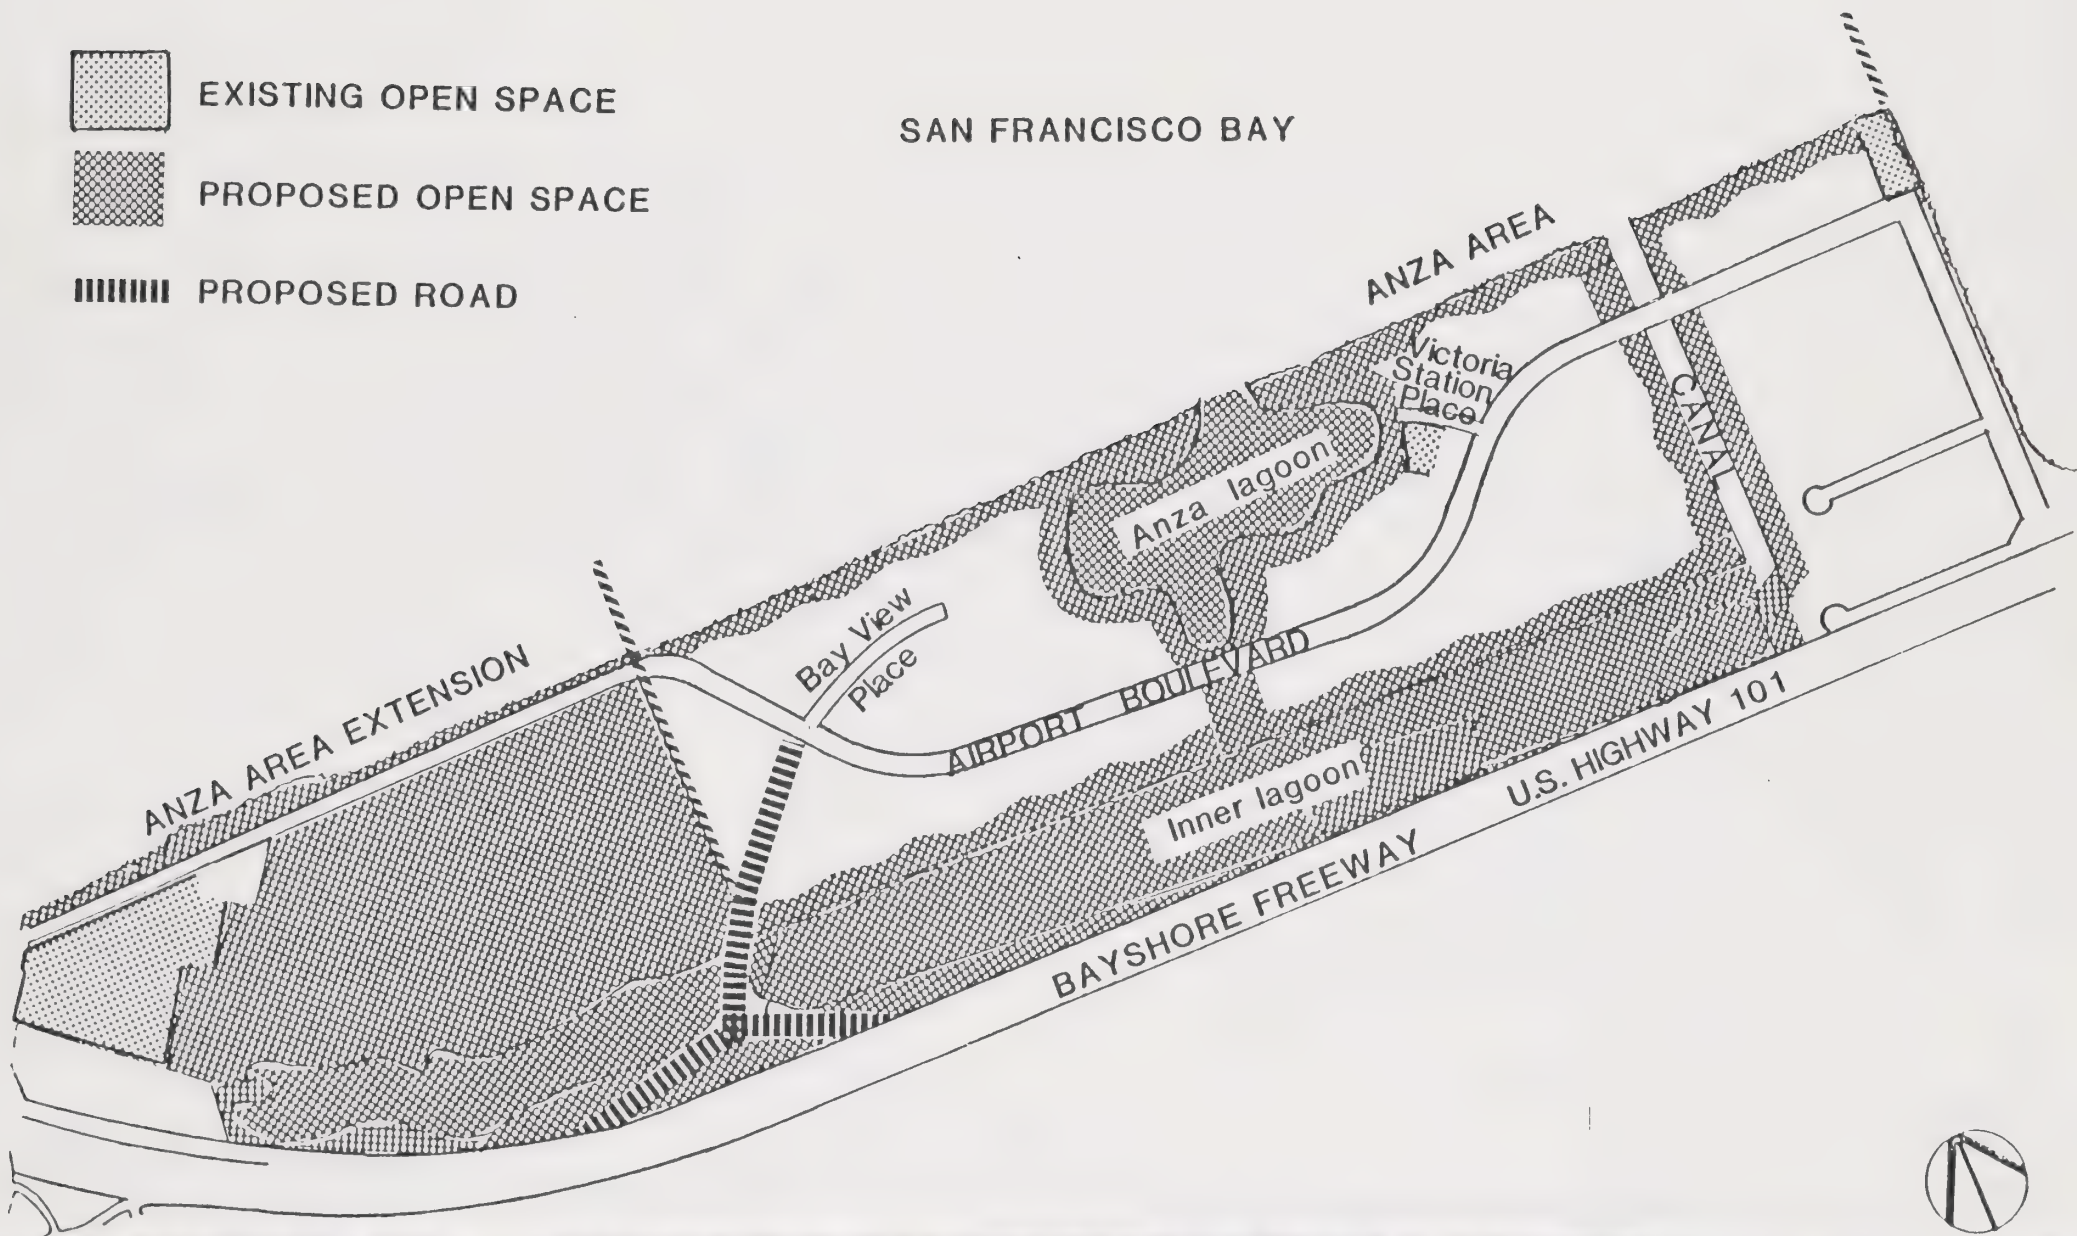 EXISTING OPEN SPACE
PROPOSED OPEN SPACE
PROPOSED ROAD
SAN FRANCISCO BAY
ANZA AREA
Victoria
Station
Place
CANAL
Anza lagoon
Bay View
Place
ANZA AREA EXTENSION
AIRPORT BOULEVARD
Inner lagoon
U.S. HIGHWAY 101
BAYSHORE FREEWAY